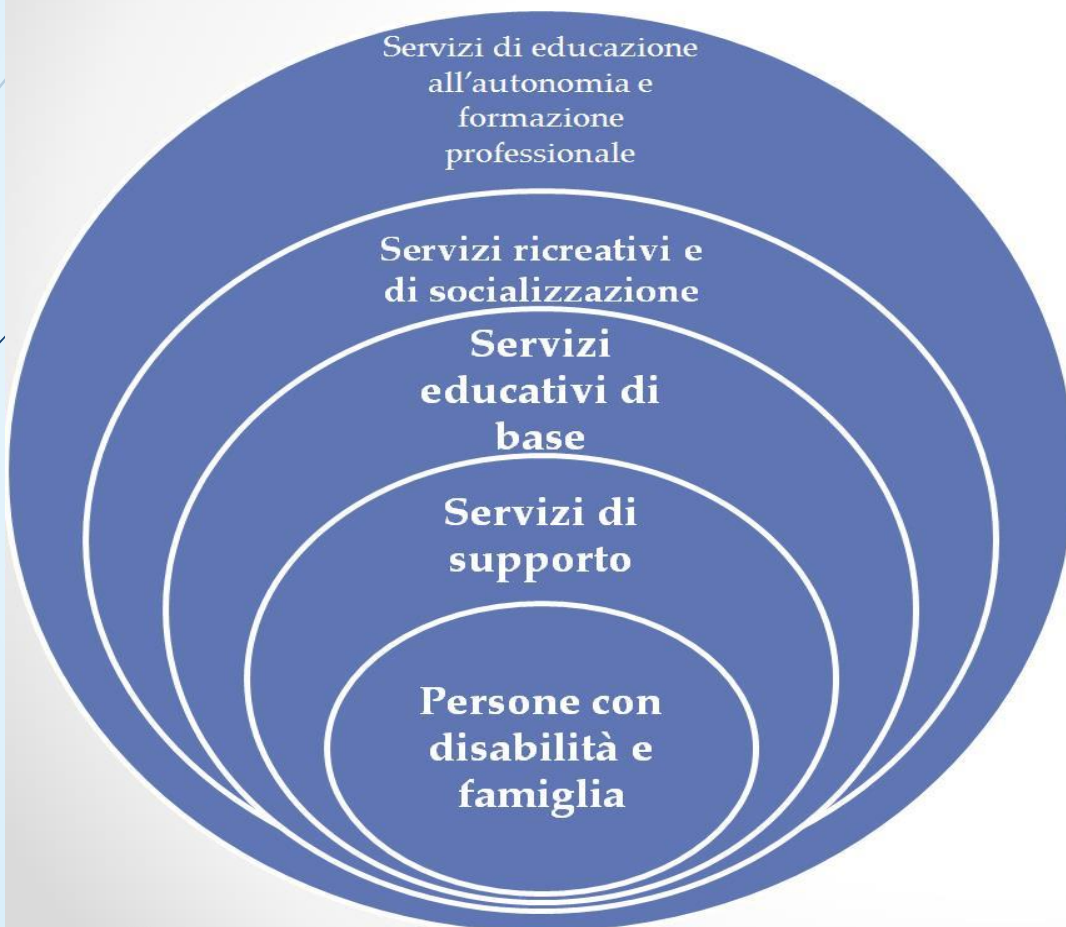 Servizi di educazione
all'autonomia e
formazione
professionale
Servizi ricreativi e
di socializzazione
Servizi
educativi di
base
Servizi di
supporto
Persone con
disabilità e
famiglia